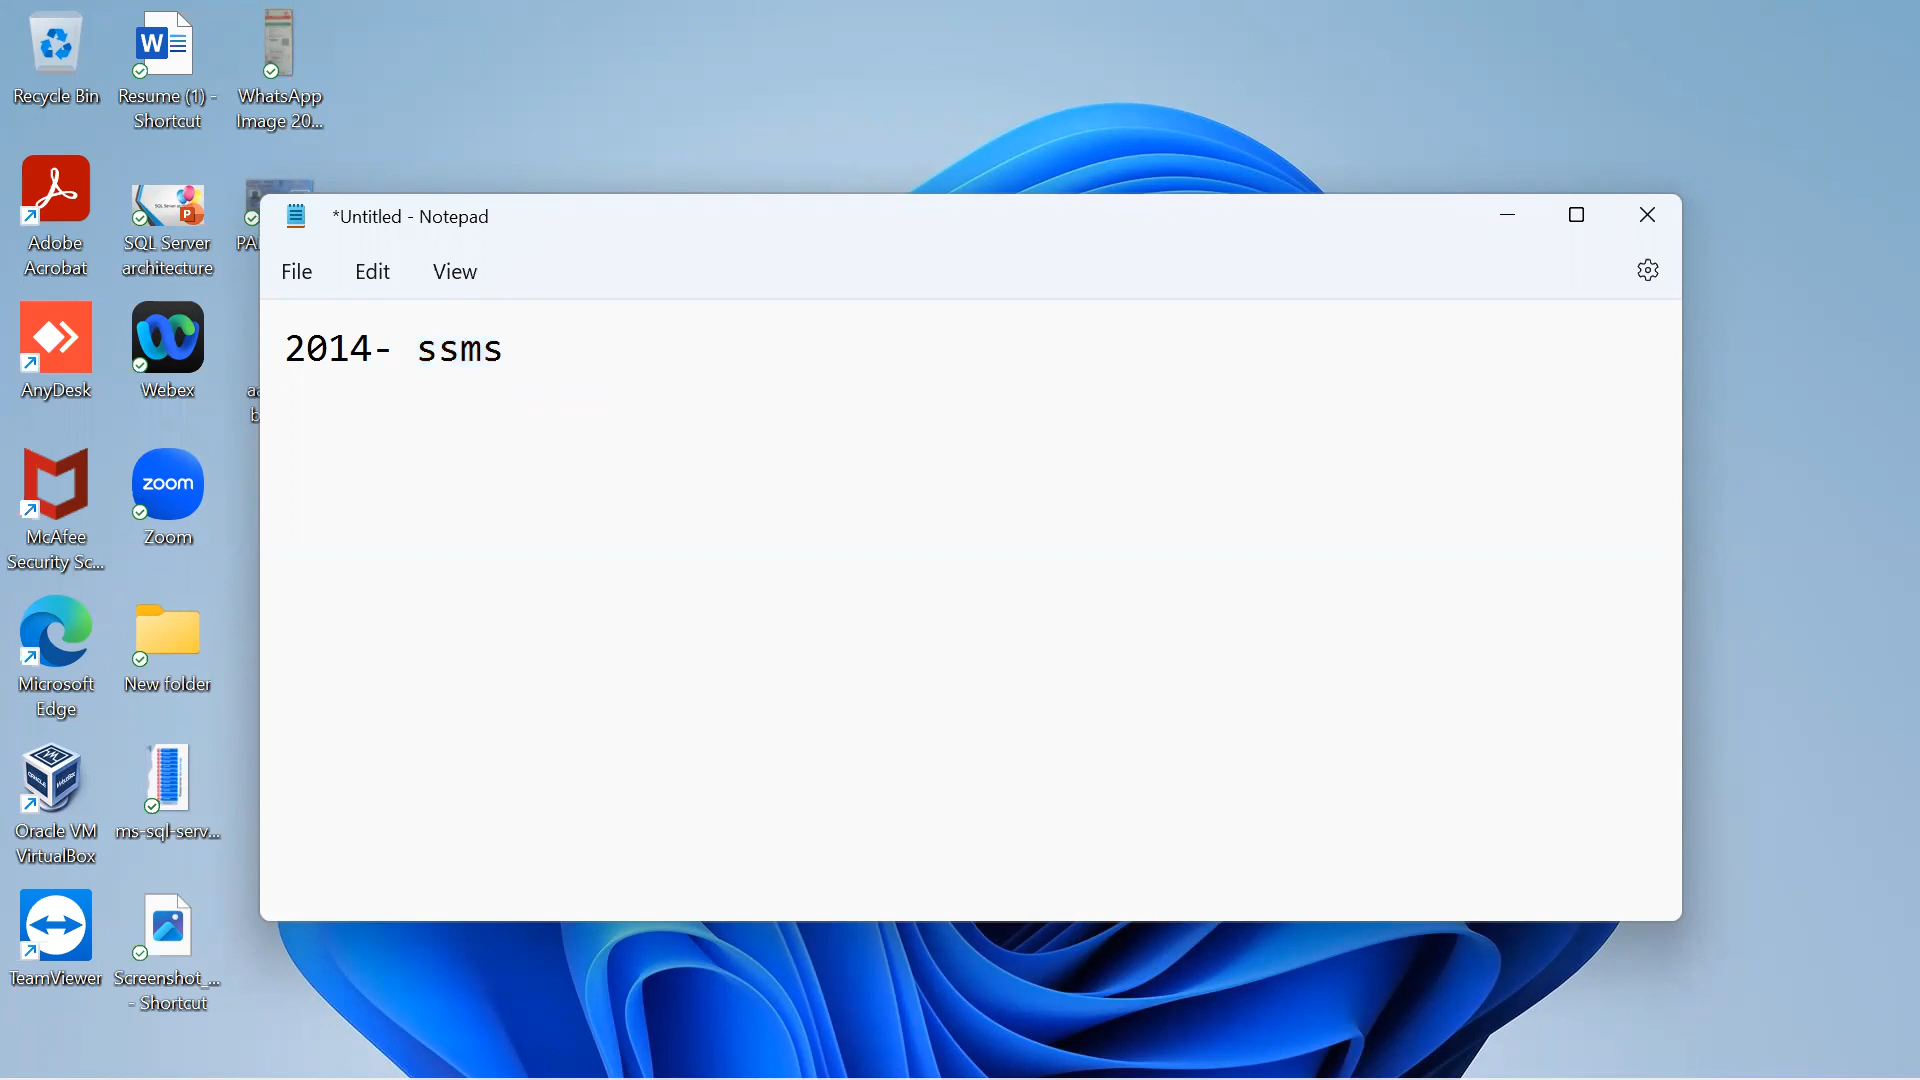 Recycle Bin
Resume (1) -
Shortcut
WhatsApp
Image 20...
Adobe
Acrobat
SQL Server
architecture
AnyDesk
Webex
McAfee
Security Sc...
zoom
Zoom
Microsoft
Edge
New folder
Oracle VM
VirtualBox
ms-sql-serv...
TeamViewer
Screenshot_...
- Shortcut
*Untitled - Notepad
File
Edit
View
2014- ssms